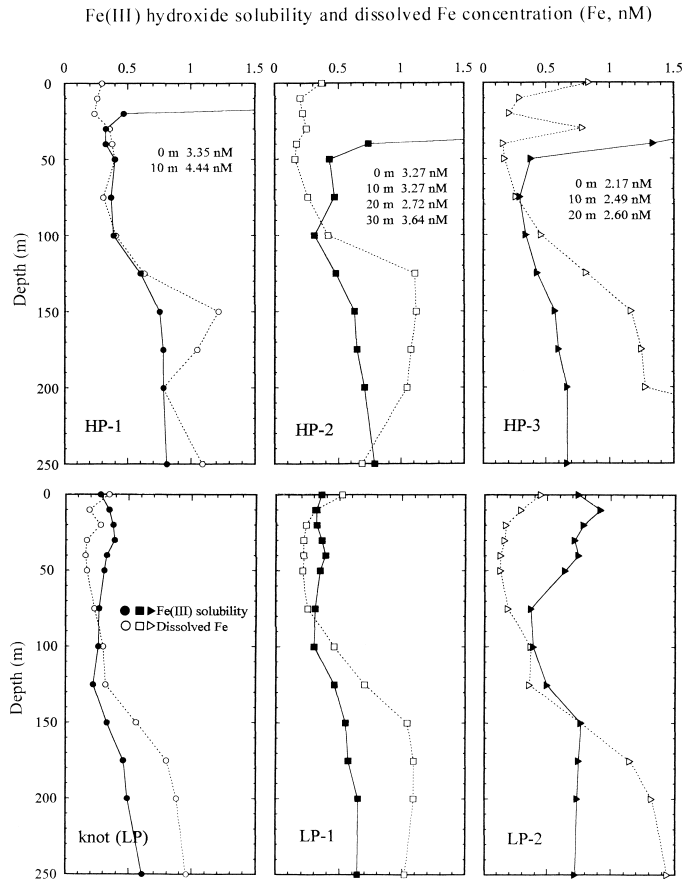 Fe(III) hydroxide solubility and dissolved Fe concentration (Fe, nM)
0 0.5 1 1.5 0 0.5 1 1.5 0 0.5 1 1.5
0
50
100
150
200
250
Depth (m)
0 m 3.35 nM
10 m 4.44 nM
HP-1
0 m 3.27 nM
10 m 3.27 nM
20 m 2.72 nM
30 m 3.64 nM
HP-2
0 m 2.17 nM
10 m 2.49 nM
20 m 2.60 nM
HP-3
0
50
100
150
200
250
Depth (m)
Fe(III) solubility
Dissolved Fe
knot (LP)
LP-1
LP-2